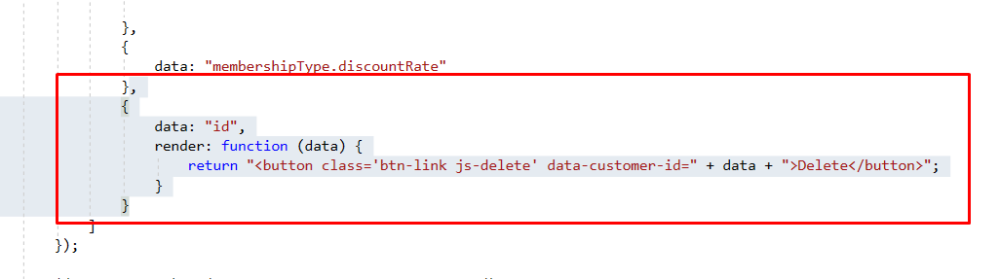 },
{
data: "membershipType.discountRate"
},
{
data: "id",
render: function (data) {
return "<button class='btn-link js-delete' data-customer-id=" + data + ">Delete</button>";
}
}
]
});